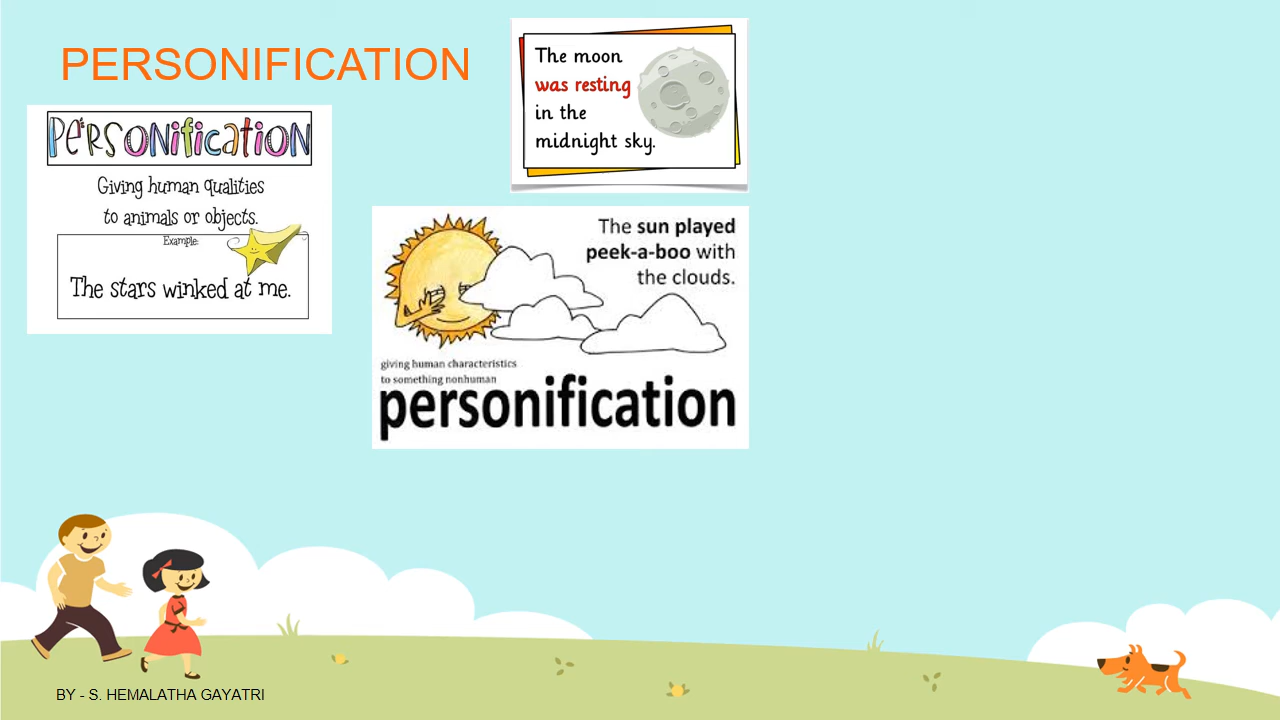 PERSONIFICATION
PERSONIFICATION
Giving human qualities
to animals or objects.
Example:
The stars winked at me.
The moon
was resting
in the
midnight sky.
The sun played
peek-a-boo with
the clouds.
giving human characteristics
to something nonhuman
personification
BY - S. HEMALATHA GAYATRI